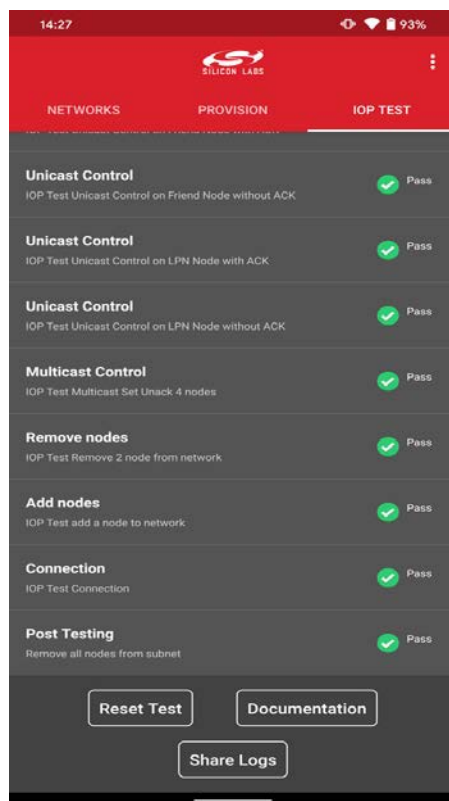 14:27
93%
SILICON LABS
NETWORKS PROVISION IOP TEST
Unicast Control
IOP Test Unicast Control on Friend Node without ACK
Pass
Unicast Control
IOP Test Unicast Control on LPN Node with ACK
Pass
Unicast Control
IOP Test Unicast Control on LPN Node without ACK
Pass
Multicast Control
IOP Test Multicast Set Unack 4 nodes
Pass
Remove nodes
IOP Test Remove 2 node from network
Pass
Add nodes
IOP Test add a node to network
Pass
Connection
IOP Test Connection
Pass
Post Testing
Remove all nodes from subnet
Pass
Reset Test
Documentation
Share Logs